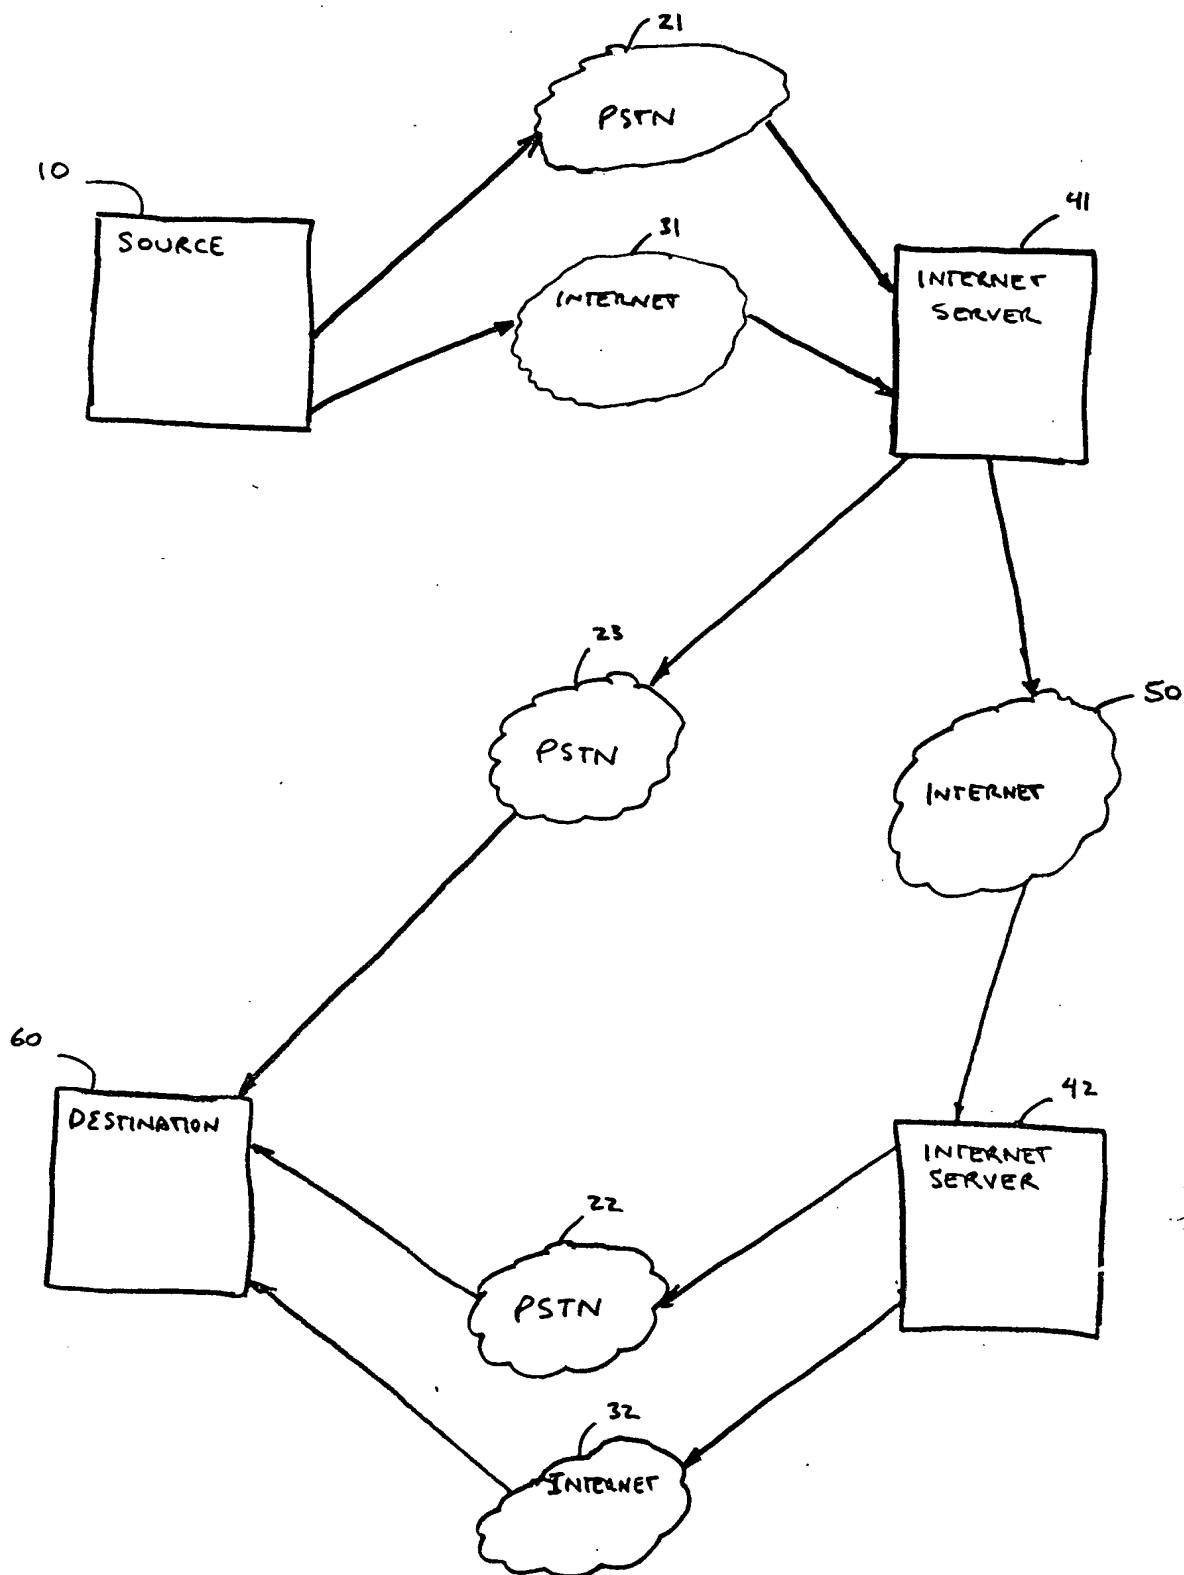 21
PSTN
10
SOURCE
31
INTERNET
41
INTERNET
SERVER
23
PSTN
50
INTERNET
60
DESTINATION
42
INTERNET
SERVER
22
PSTN
32
INTERNET